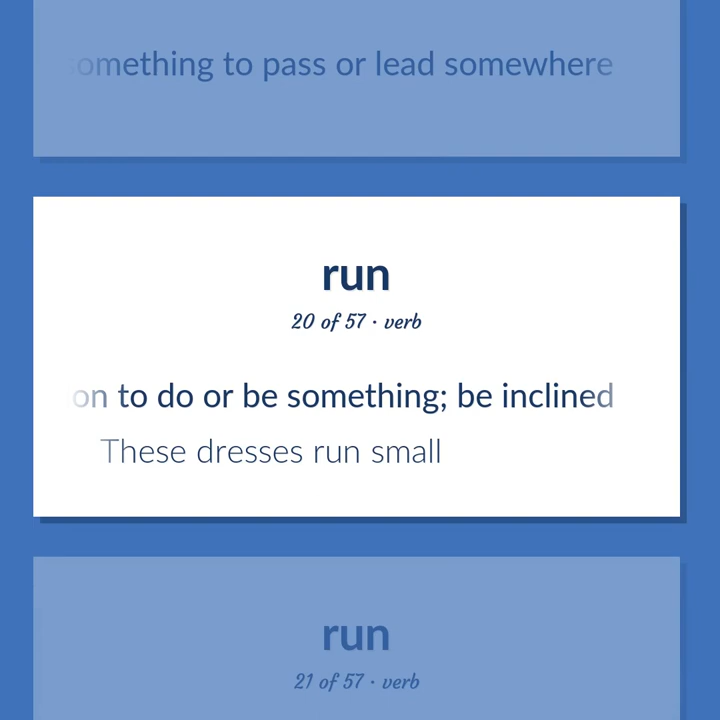 something to pass or lead somewhere
run
20 of 57 · verb
on to do or be something; be inclined
These dresses run small
run
21 of 57 · verb